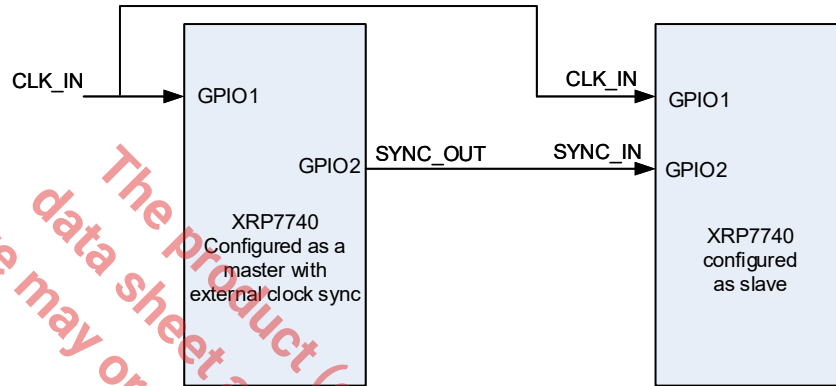 CLK_IN
GPIO1
CLK_IN
GPIO1
GPIO2
SYNC_OUT
SYNC_IN
GPIO2
XRP7740
Configured as a
master with
external clock sync
XRP7740
configured
as slave
The product (
data sheet a
e may or